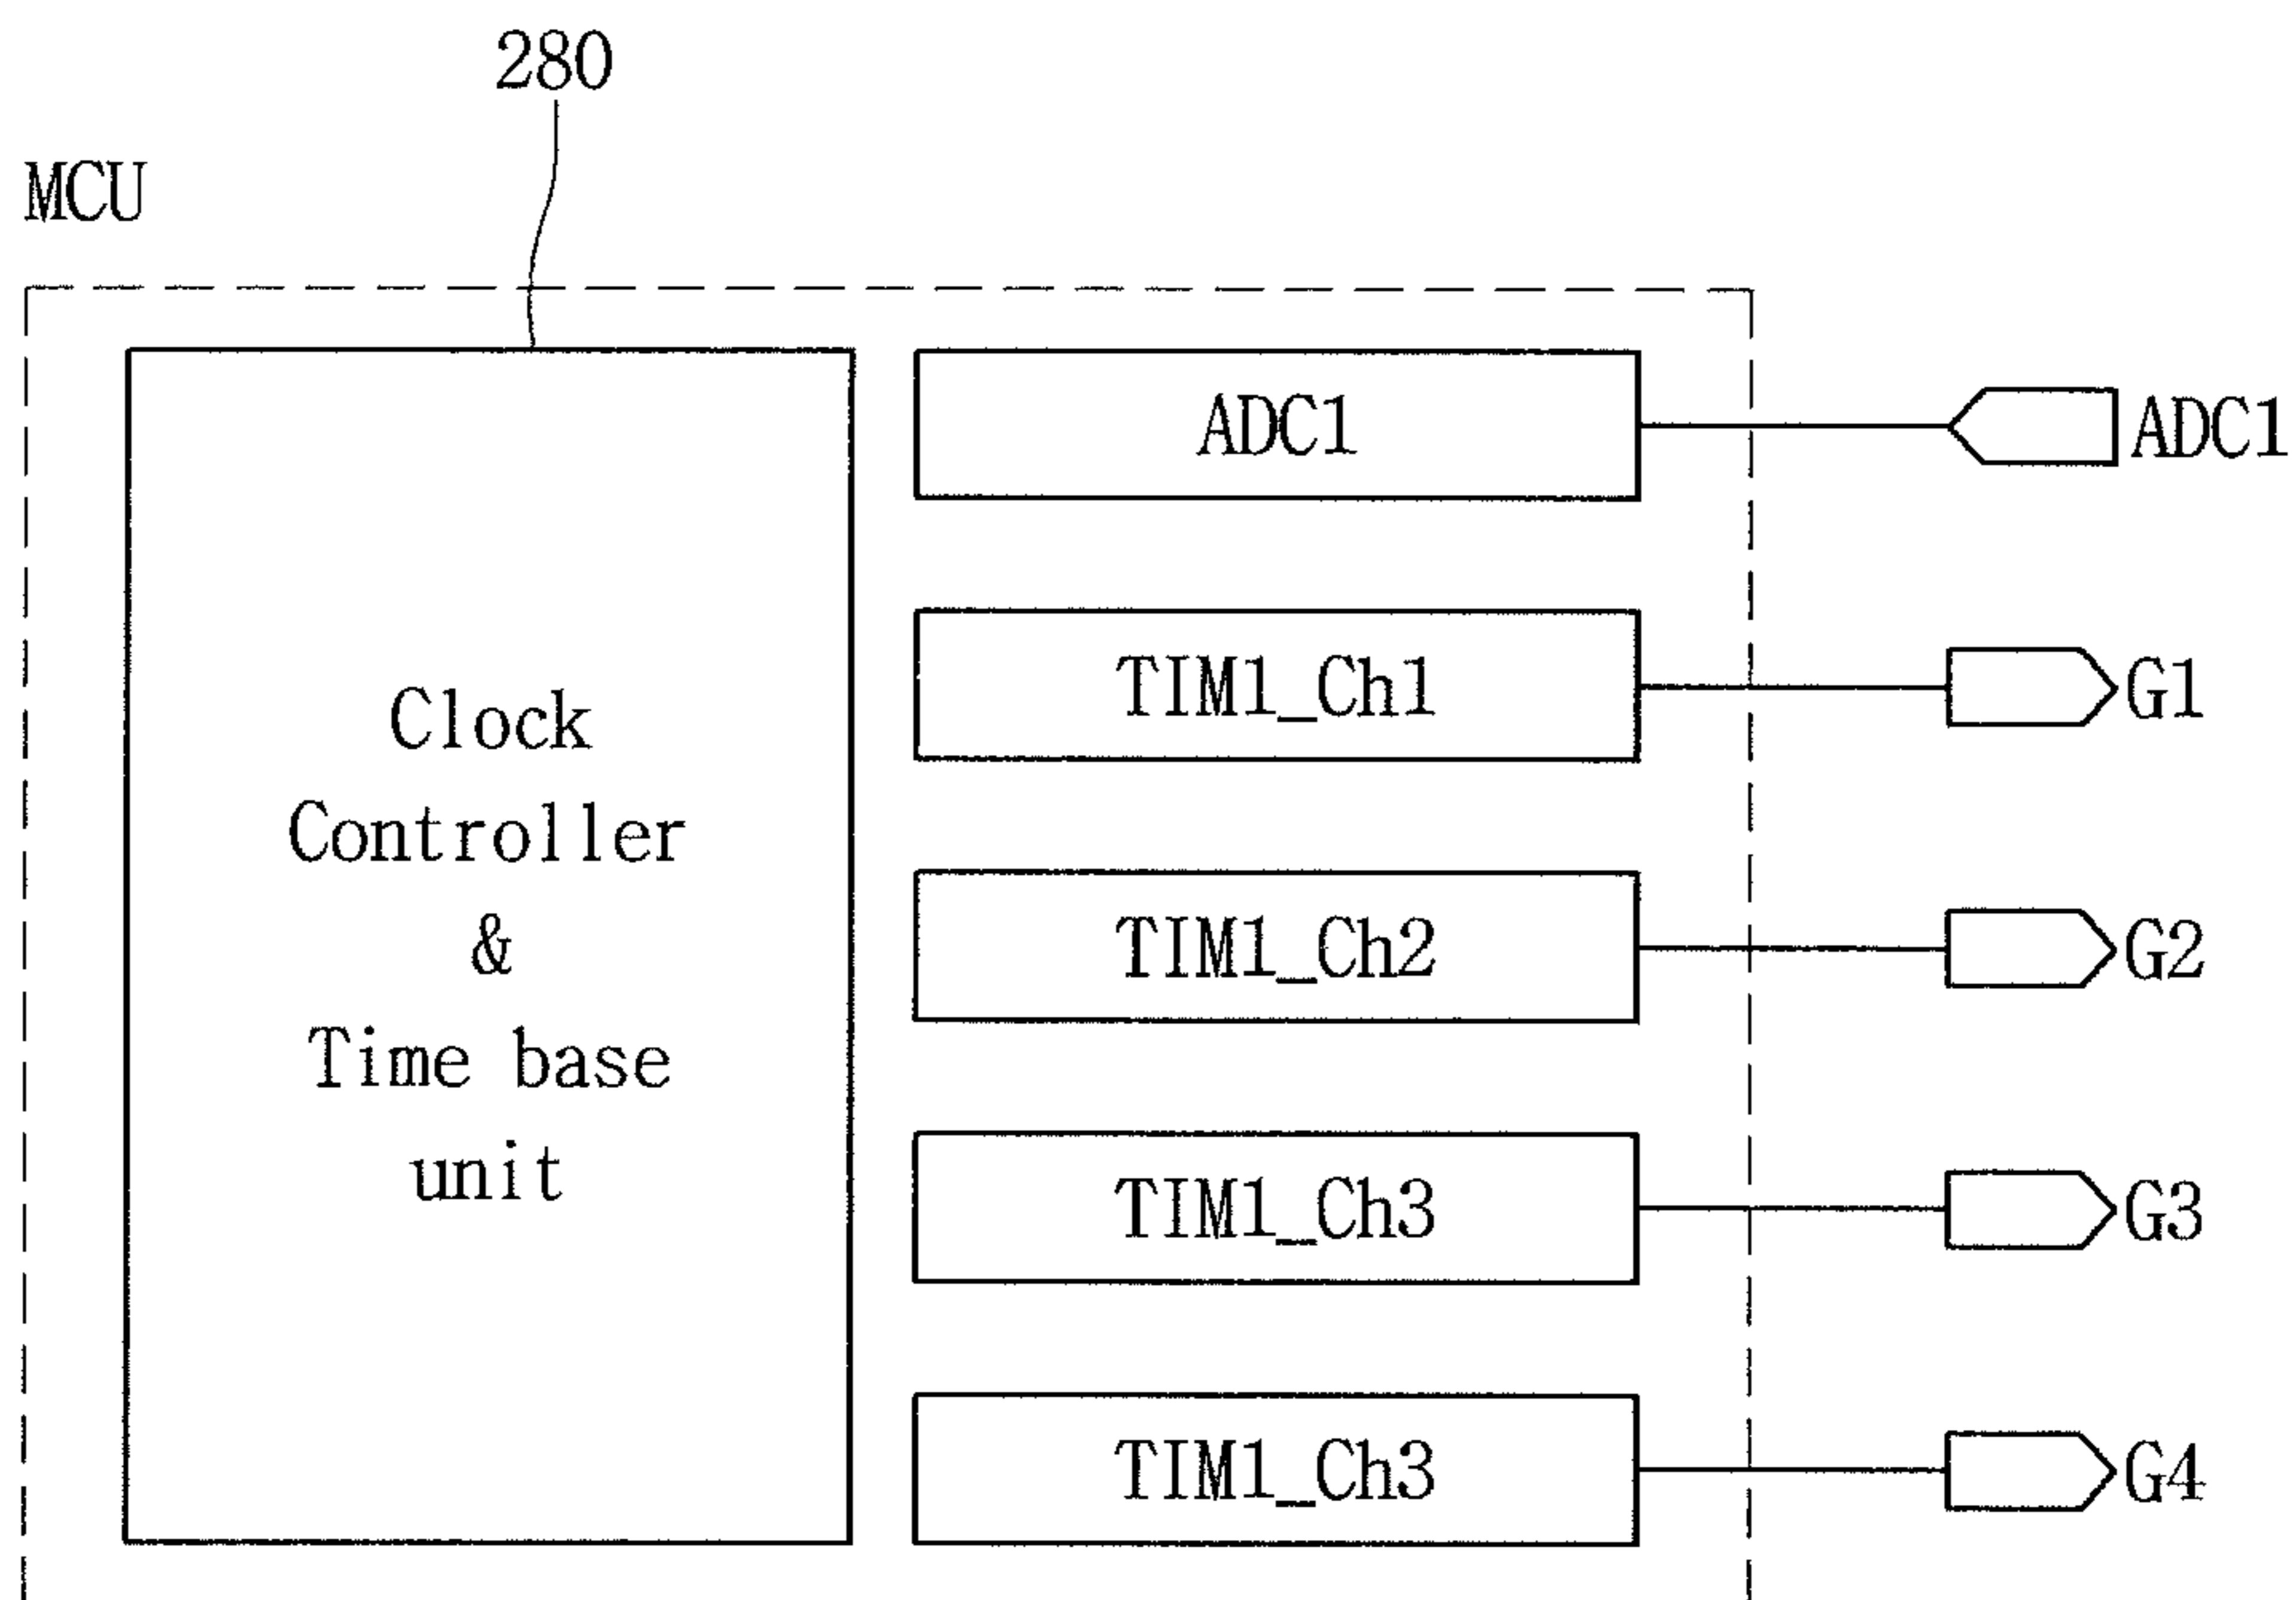 280
MCU
Clock
Controller
&
Time base
unit
ADC1
ADC1
TIM1_Ch1
G1
TIM1_Ch2
G2
TIM1_Ch3
G3
TIM1_Ch3
G4